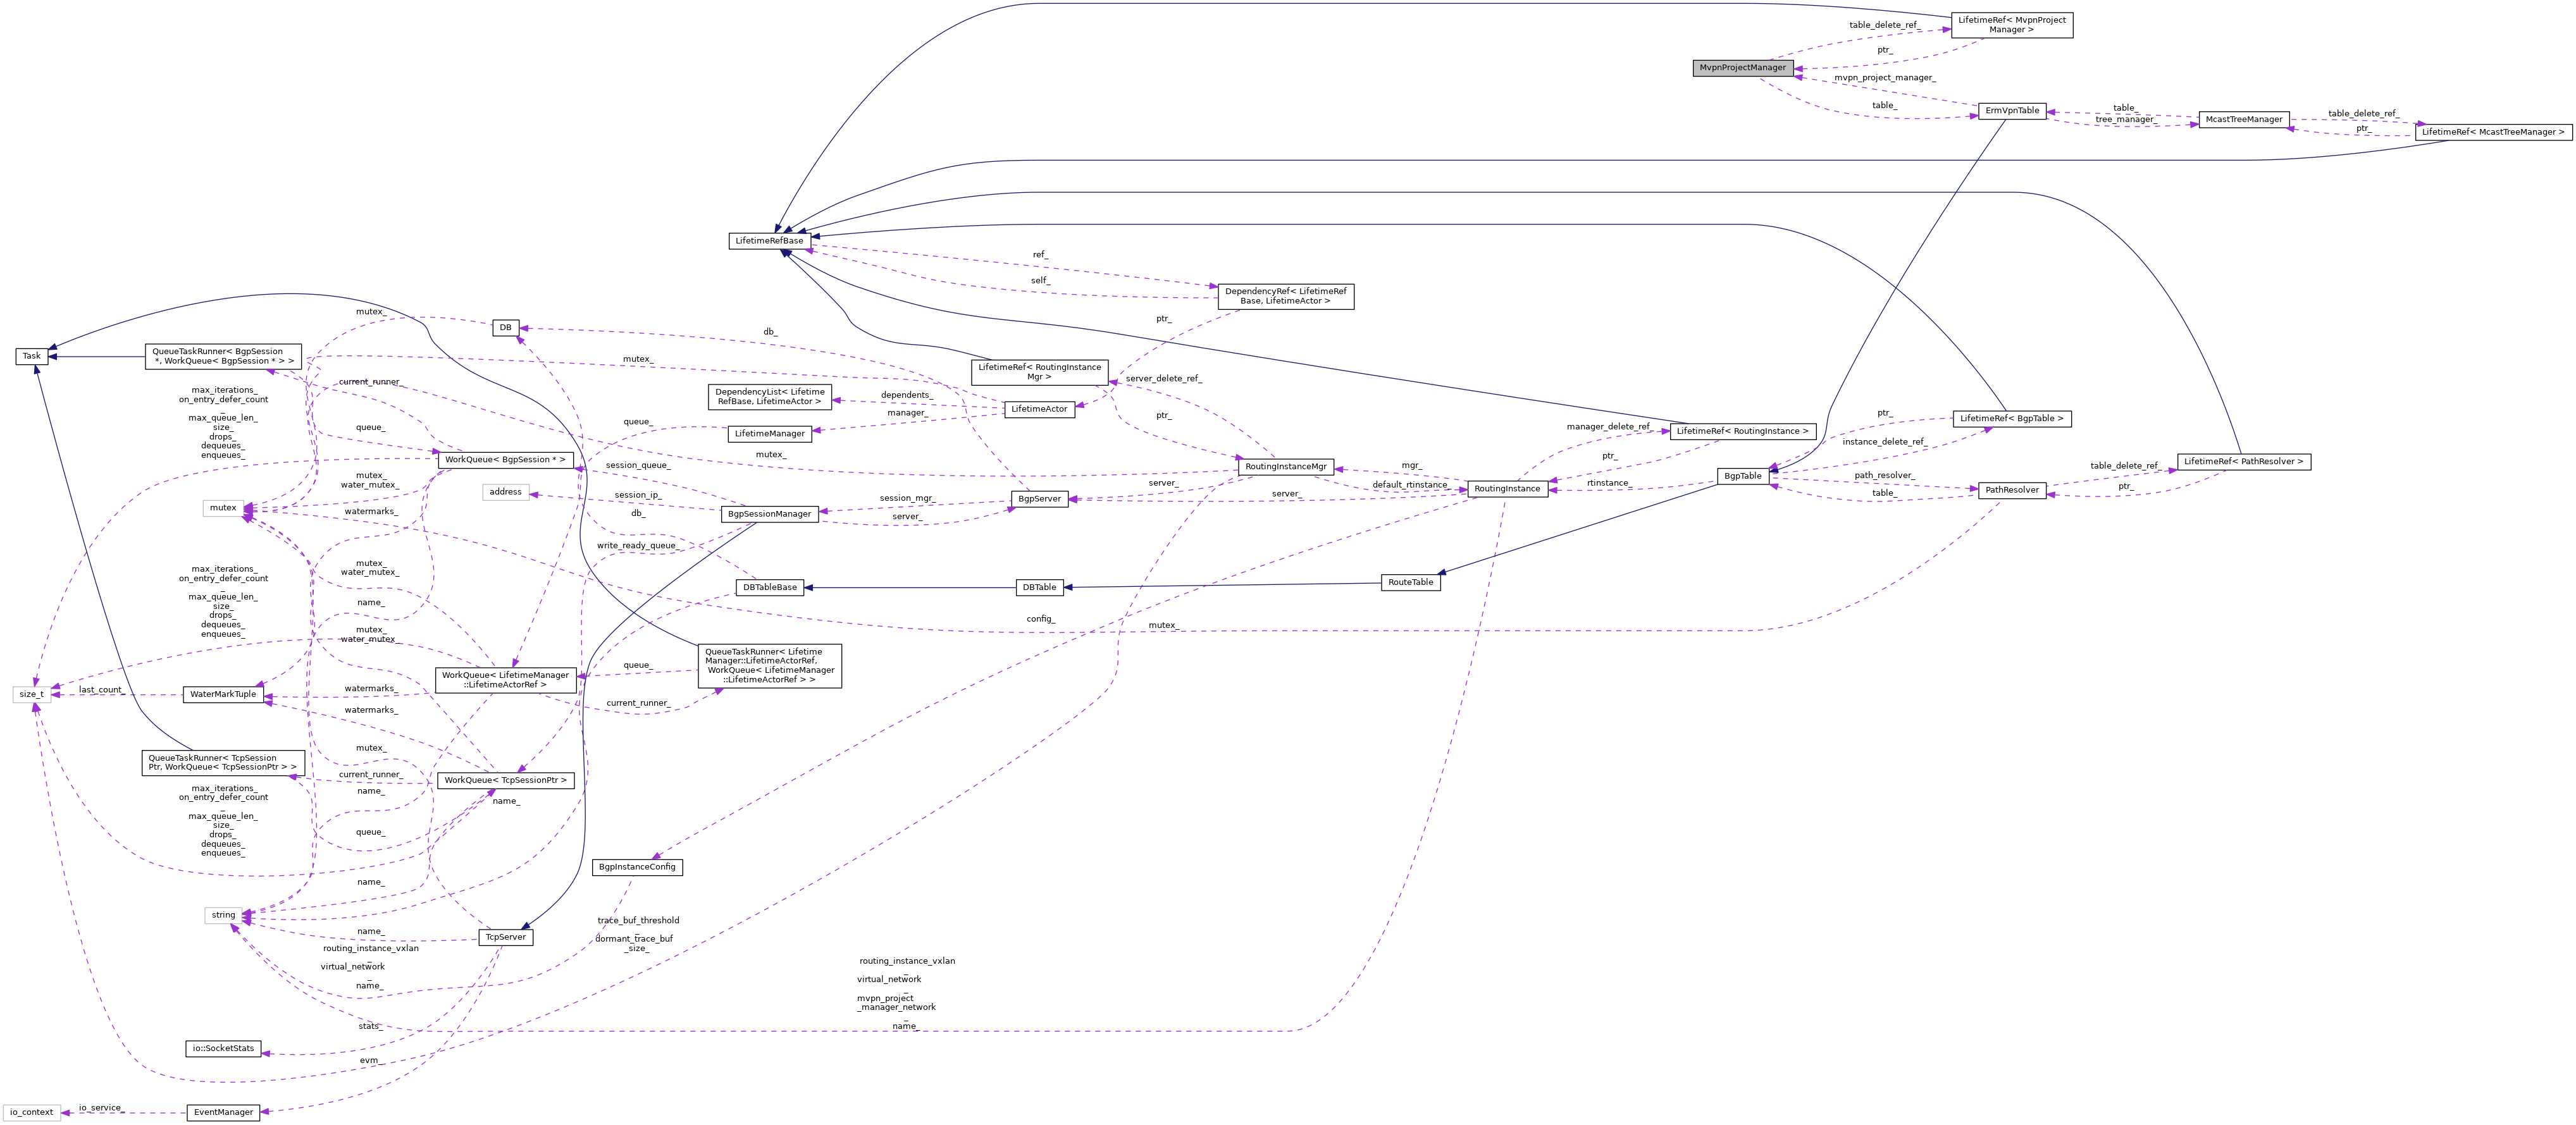 LifetimeRef< MvpnProject
Manager >
table_delete_ref_
ptr_
MvpnProjectManager
mvpn_project_manager_
table_
ErmVpnTable
table_
tree_manager_
McastTreeManager
table_delete_ref_
ptr_
LifetimeRef< McastTreeManager >
LifetimeRefBase
ref_
self_
DependencyRef< LifetimeRef
Base, LifetimeActor >
ptr_
mutex_
DB
db_
Task
QueueTaskRunner< BgpSession
*, WorkQueue< BgpSession * > >
mutex_
LifetimeRef< RoutingInstance
Mgr >
server_delete_ref_
current_runner_
max_iterations_
on_entry_defer_count
_
max_queue_len_
size_
drops_
dequeues_
enqueues_
DependencyList< Lifetime
RefBase, LifetimeActor >
dependents_
manager_
LifetimeActor
ptr_
ptr_
LifetimeRef< BgpTable >
queue_
queue_
LifetimeManager
manager_delete_ref_
LifetimeRef< RoutingInstance >
instance_delete_ref_
WorkQueue< BgpSession * >
session_queue_
mutex_
RoutingInstanceMgr
mgr_
ptr_
table_delete_ref_
LifetimeRef< PathResolver >
mutex_
water_mutex_
address
session_ip_
session_mgr_
server_
server_
default_rtinstance_
RoutingInstance
rtinstance_
BgpTable
path_resolver_
table_
PathResolver
ptr_
mutex
watermarks_
db_
BgpSessionManager
server_
BgpServer
write_ready_queue_
mutex_
water_mutex_
max_iterations_
on_entry_defer_count
_
max_queue_len_
size_
drops_
dequeues_
enqueues_
name_
DBTableBase
DBTable
RouteTable
mutex_
water_mutex_
config_
mutex_
QueueTaskRunner< Lifetime
Manager::LifetimeActorRef,
WorkQueue< LifetimeManager
::LifetimeActorRef > >
queue_
WorkQueue< LifetimeManager
::LifetimeActorRef >
size_t
last_count_
WaterMarkTuple
watermarks_
current_runner_
watermarks_
mutex_
QueueTaskRunner< TcpSession
Ptr, WorkQueue< TcpSessionPtr > >
current_runner_
WorkQueue< TcpSessionPtr >
name_
name_
max_iterations_
on_entry_defer_count
_
max_queue_len_
size_
drops_
dequeues_
enqueues_
queue_
BgpInstanceConfig
name_
string
name_
TcpServer
trace_buf_threshold
_
dormant_trace_buf
_size_
routing_instance_vxlan
_
virtual_network
_
name_
routing_instance_vxlan
_
virtual_network
_
mvpn_project
_manager_network
_
name_
stats_
io::SocketStats
evm_
io_context
io_service_
EventManager